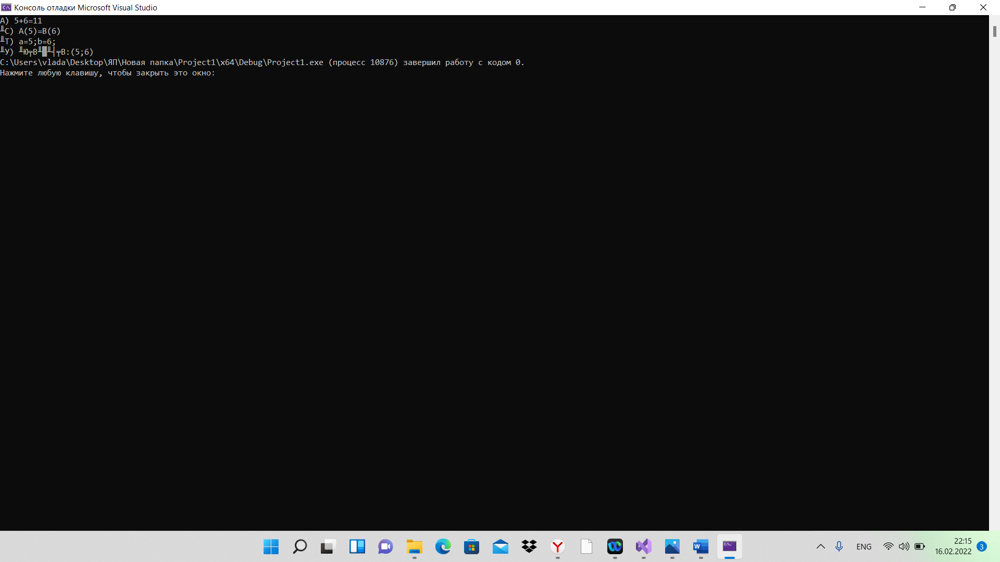 Консоль отладки Microsoft Visual Studio
A) 5+6=11
╨С) A(5)=B(6)
╨Т) a=5;b=6;
╨У) ╨Ю╤В╨▓╨╡╤В:(5;6)
C:\Users\vlada\Desktop\ЯП\Новая папка\Project1\x64\Debug\Project1.exe (процесс 10876) завершил работу с кодом 0.
Нажмите любую клавишу, чтобы закрыть это окно:
ENG
22:15
16.02.2022
3